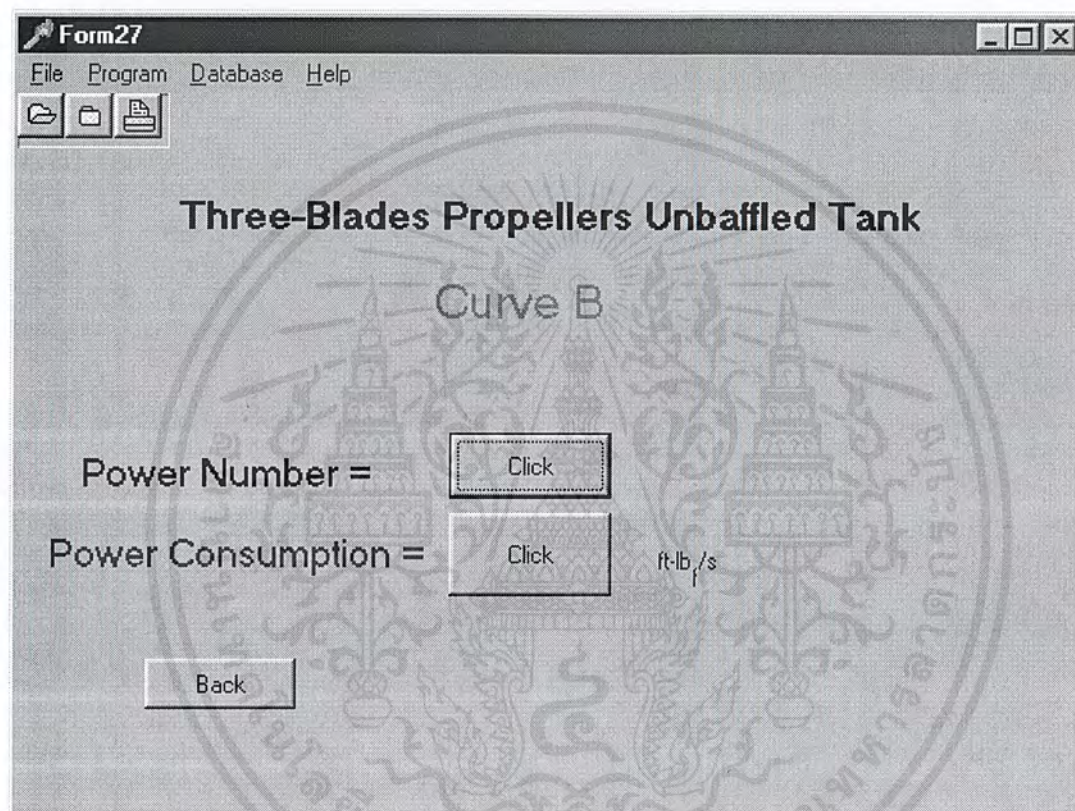 Form27
File Program Database Help
Three-Blades Propellers Unbaffled Tank
Curve B
Power Number = Click
Power Consumption = Click ft-lbf/s
Back